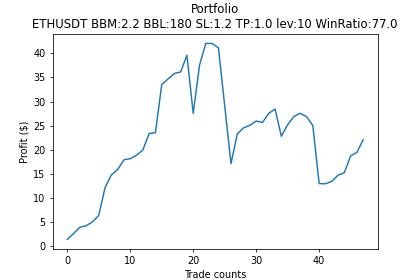 Portfolio
ETHUSDT BBM:2.2 BBL:180 SL:1.2 TP:1.0 lev:10 WinRatio:77.0
40
35
30
25
20
15
10
5
0
Profit ($)
0 10 20 30 40
Trade counts